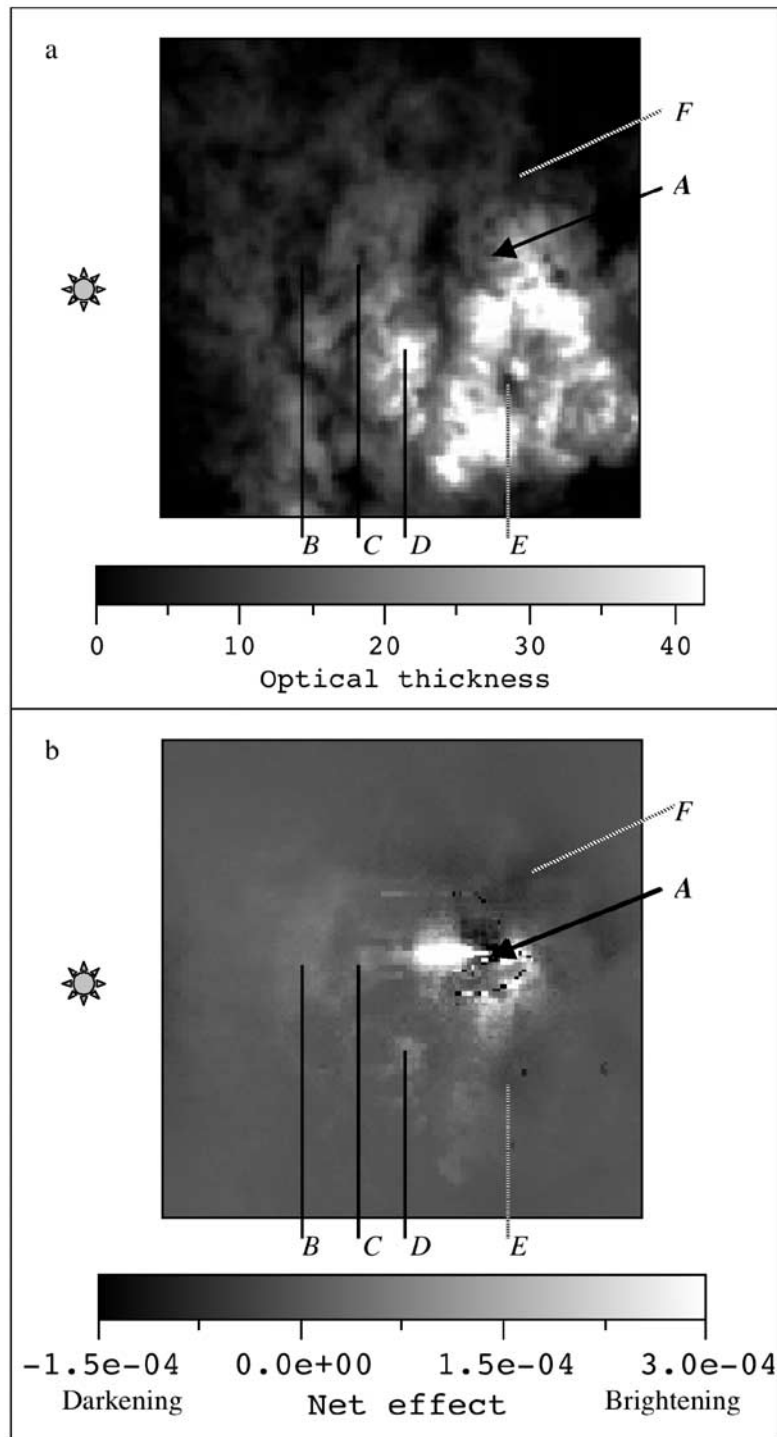 a
F
A
B C D E
0 10 20 30 40
Optical thickness
b
F
A
B C D E
-1.5e-04 0.0e+00 1.5e-04 3.0e-04
Darkening Net effect Brightening